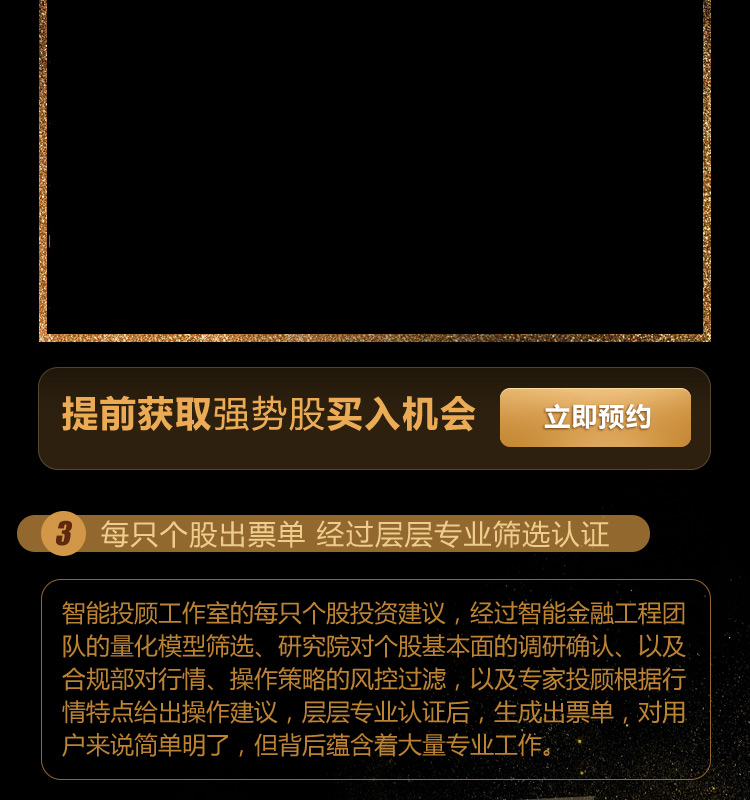 提前获取强势股买入机会
立即预约
3 每只个股出票单 经过层层专业筛选认证
智能投顾工作室的每只个股投资建议，经过智能金融工程团
队的量化模型筛选、研究院对个股基本面的调研确认、以及
合规部对行情、操作策略的风控过滤，以及专家投顾根据行
情特点给出操作建议，层层专业认证后，生成出票单，对用
户来说简单明了，但背后蕴含着大量专业工作。